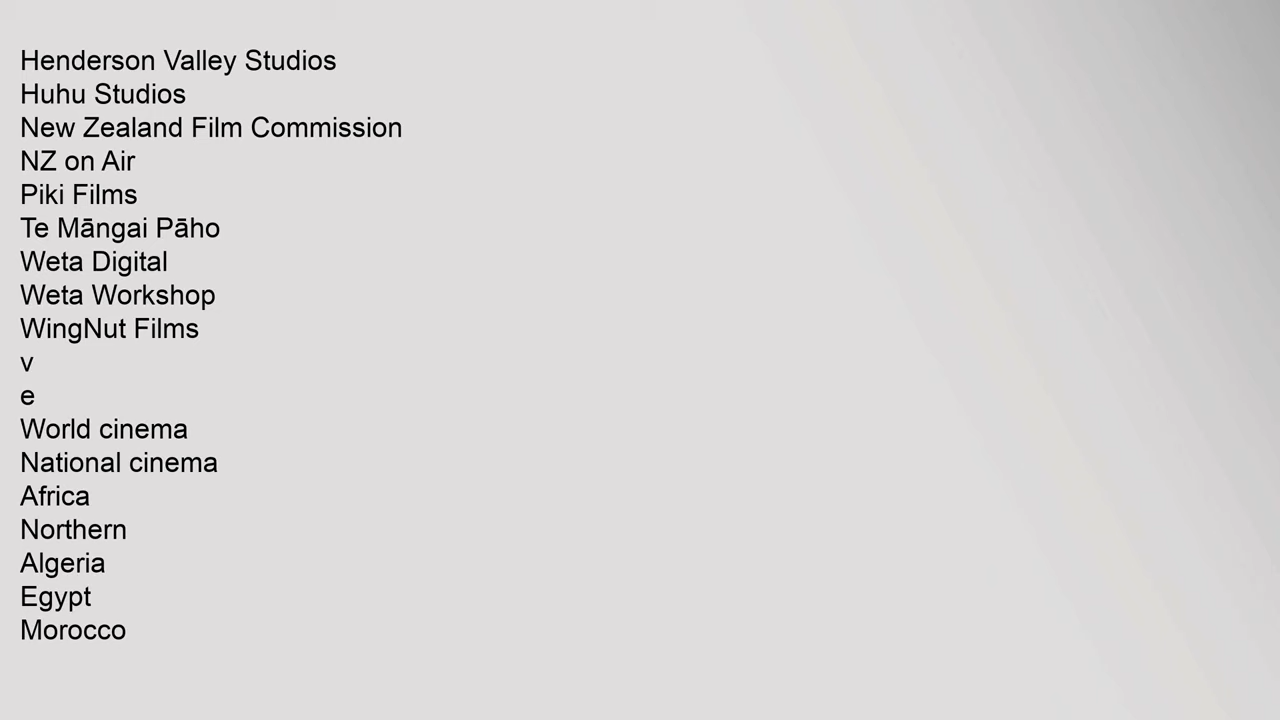 Henderson Valley Studios
Huhu Studios
New Zealand Film Commission
NZ on Air
Piki Films
Te Māngai Pāho
Weta Digital
Weta Workshop
WingNut Films
v
e
World cinema
National cinema
Africa
Northern
Algeria
Egypt
Morocco